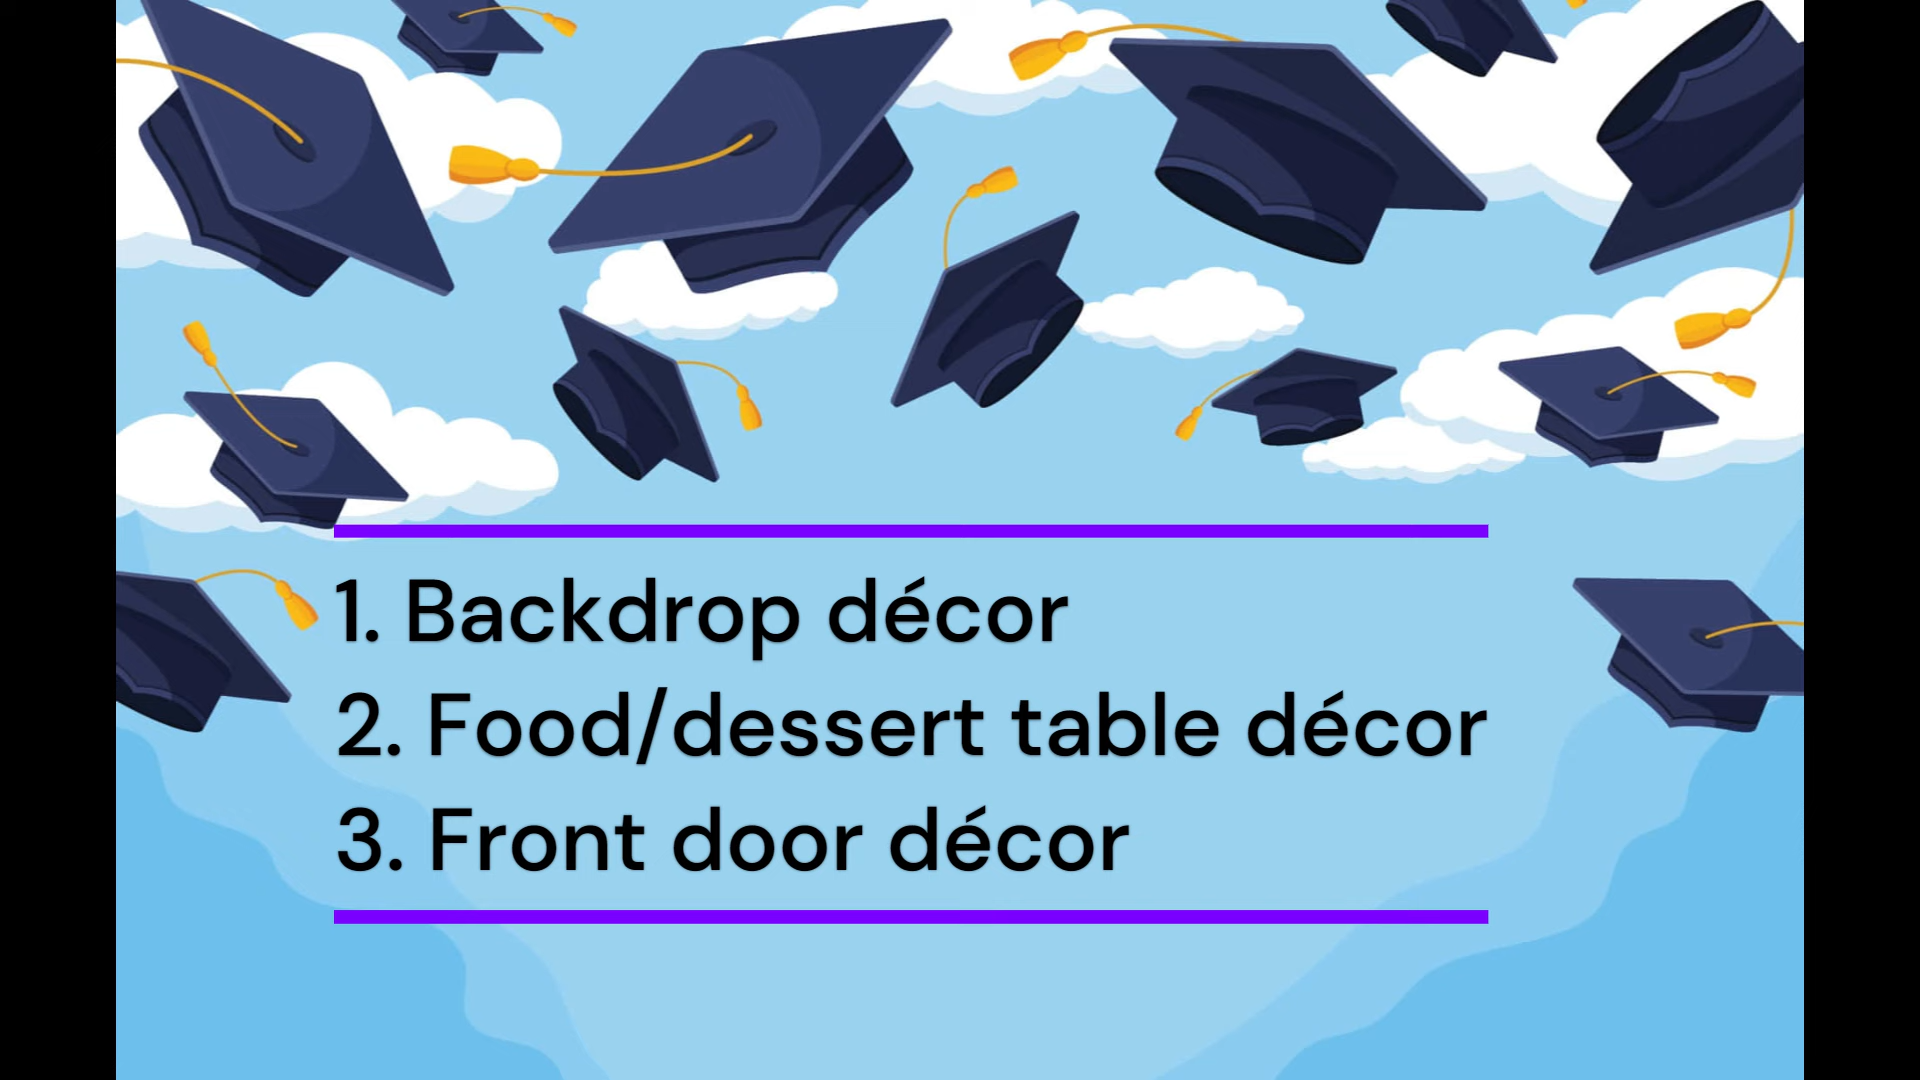 1. Backdrop décor
2. Food/dessert table décor
3. Front door décor